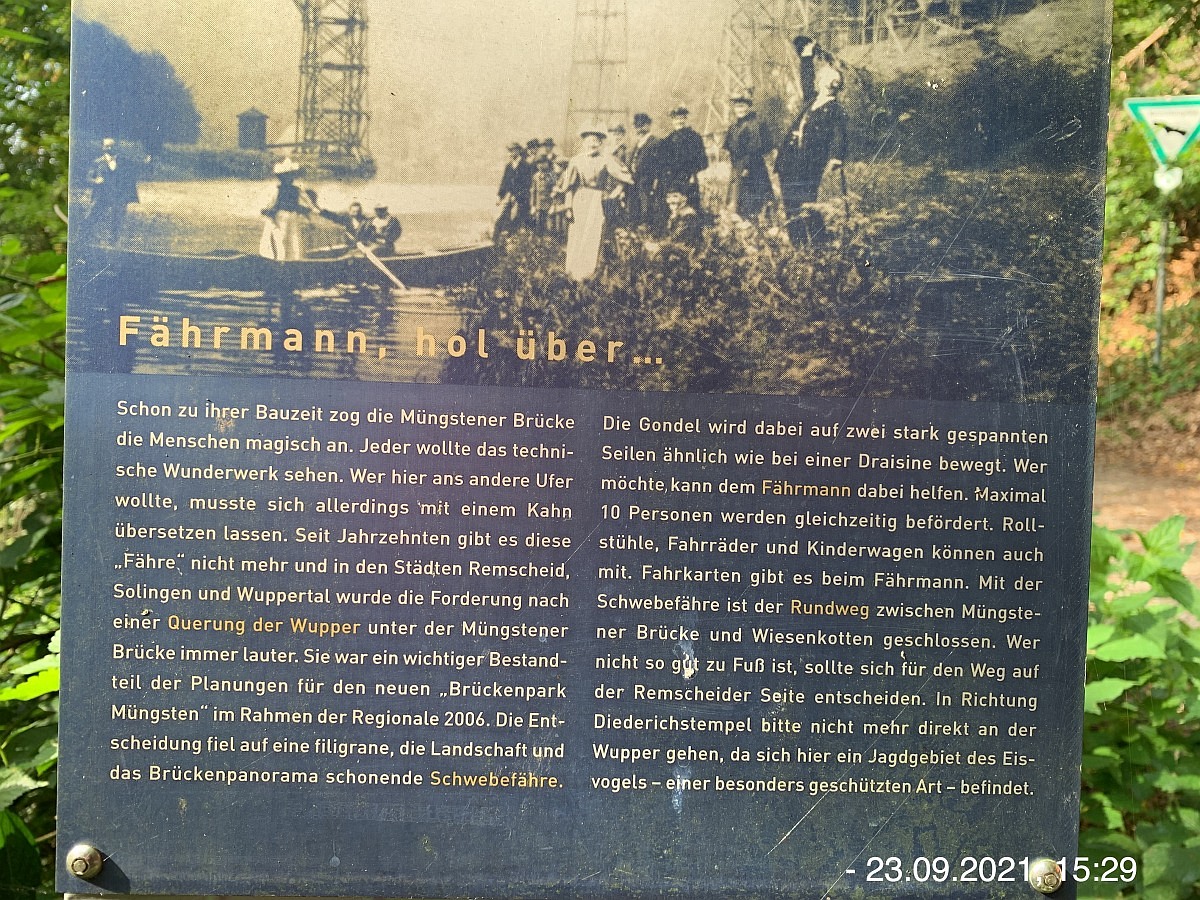 Fährmann, hol über...
Schon zu ihrer Bauzeit zog die Müngstener Brücke
die Menschen magisch an. Jeder wollte das techni-
sche Wunderwerk sehen. Wer hier ans andere Ufer
wollte, musste sich allerdings mit einem Kahn
übersetzen lassen. Seit Jahrzehnten gibt es diese
„Fähre“ nicht mehr und in den Städten Remscheid,
Solingen und Wuppertal wurde die Forderung nach
einer Querung der Wupper unter der Müngstener
Brücke immer lauter. Sie war ein wichtiger Bestand-
teil der Planungen für den neuen „Brückenpark
Müngsten“ im Rahmen der Regionale 2006. Die Ent-
scheidung fiel auf eine filigrane, die Landschaft und
das Brückenpanorama schonende Schwebefähre.
Die Gondel wird dabei auf zwei stark gespannten
Seilen ähnlich wie bei einer Draisine bewegt. Wer
möchte, kann dem Fährmann dabei helfen. Maximal
10 Personen werden gleichzeitig befördert. Roll-
stühle, Fahrräder und Kinderwagen können auch
mit. Fahrkarten gibt es beim Fährmann. Mit der
Schwebefähre ist der Rundweg zwischen Müngste-
ner Brücke und Wiesenkotten geschlossen. Wer
nicht so gut zu Fuß ist, sollte sich für den Weg auf
der Remscheider Seite entscheiden. In Richtung
Diederichstempel bitte nicht mehr direkt an der
Wupper gehen, da sich hier ein Jagdgebiet des Eis-
vogels – einer besonders geschützten Art – befindet.
- 23.09.2021, 15:29